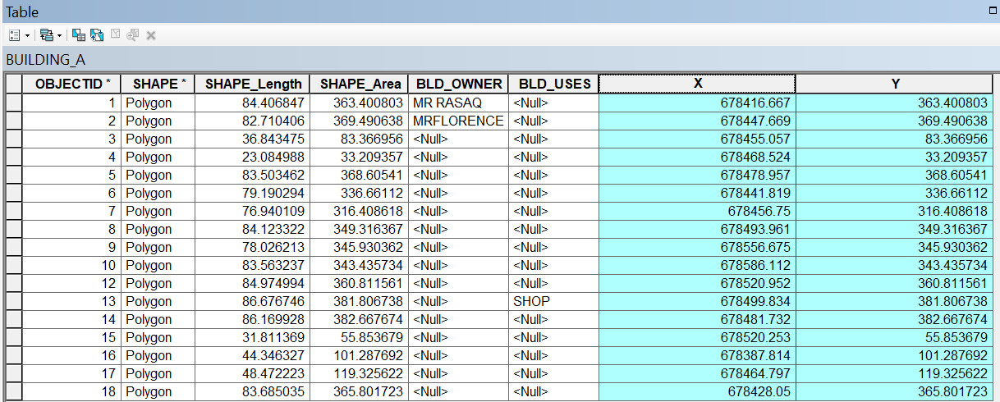 Table
BUILDING_A
OBJECTID * SHAPE * SHAPE_Length SHAPE_Area BLD_OWNER BLD_USES X Y
1 Polygon 84.406847 363.400803 MR RASAQ <Null> 678416.667 363.400803
2 Polygon 82.710406 369.490638 MRFLORENCE <Null> 678447.669 369.490638
3 Polygon 36.843475 83.366956 <Null> <Null> 678455.057 83.366956
4 Polygon 23.084988 33.209357 <Null> <Null> 678468.524 33.209357
5 Polygon 83.503462 368.60541 <Null> <Null> 678478.957 368.60541
6 Polygon 79.190294 336.66112 <Null> <Null> 678441.819 336.66112
7 Polygon 76.940109 316.408618 <Null> <Null> 678456.75 316.408618
8 Polygon 84.123322 349.316367 <Null> <Null> 678493.961 349.316367
9 Polygon 78.026213 345.930362 <Null> <Null> 678556.675 345.930362
10 Polygon 83.563237 343.435734 <Null> <Null> 678586.112 343.435734
12 Polygon 84.974994 360.811561 <Null> <Null> 678520.952 360.811561
13 Polygon 86.676746 381.806738 <Null> SHOP 678499.834 381.806738
14 Polygon 86.169928 382.667674 <Null> <Null> 678481.732 382.667674
15 Polygon 31.811369 55.853679 <Null> <Null> 678520.253 55.853679
16 Polygon 44.346327 101.287692 <Null> <Null> 678387.814 101.287692
17 Polygon 48.472223 119.325622 <Null> <Null> 678464.797 119.325622
18 Polygon 83.685035 365.801723 <Null> <Null> 678428.05 365.801723